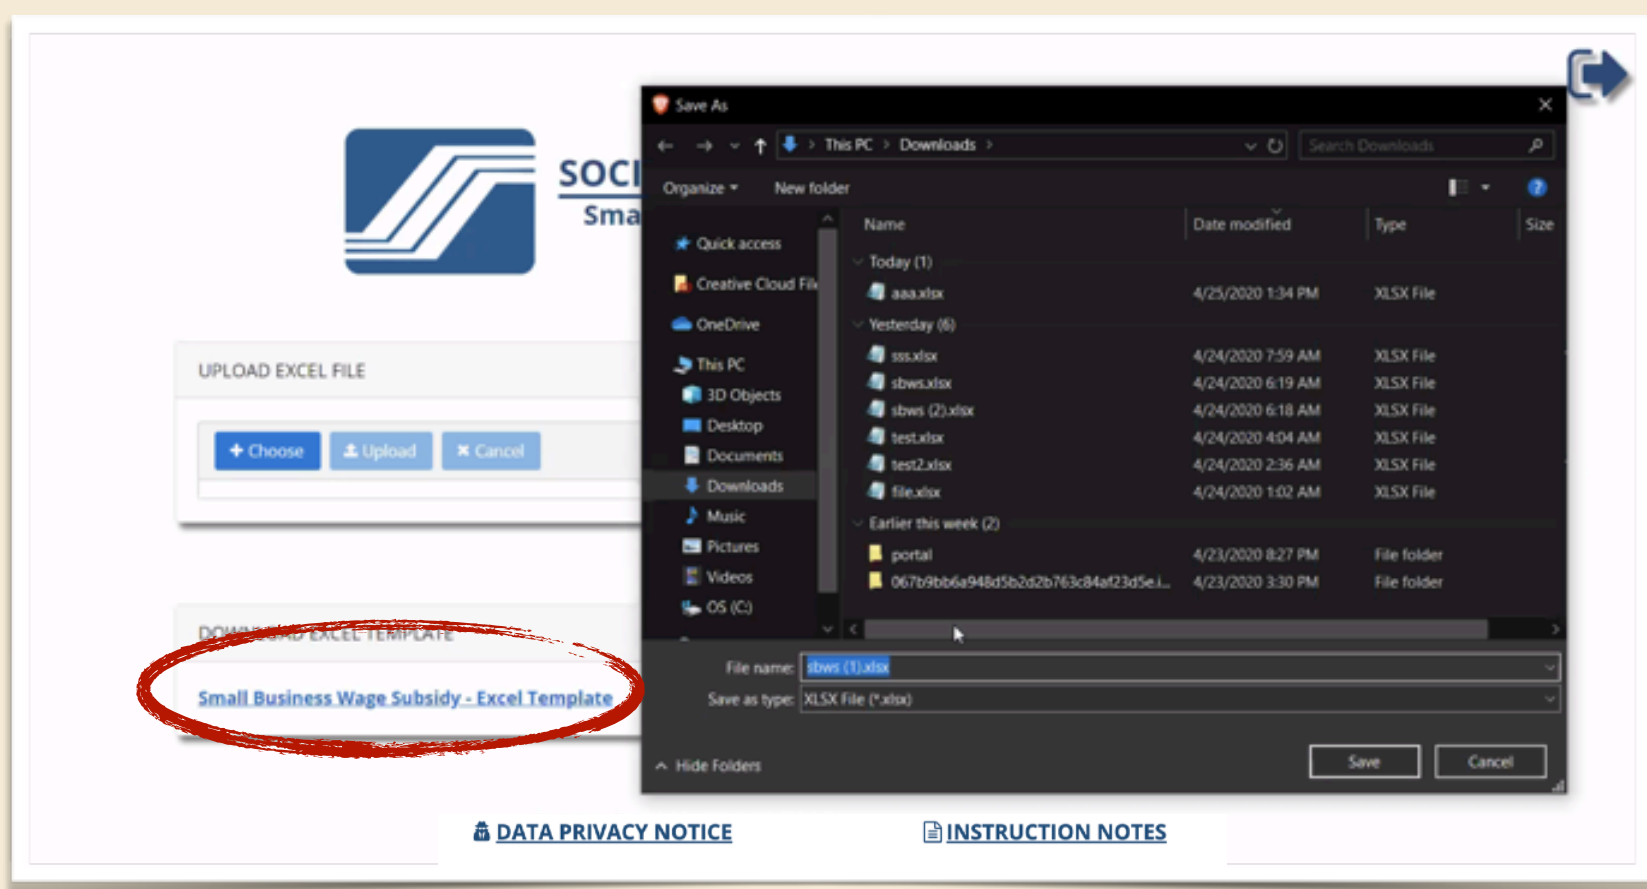 SOCI
Sma
UPLOAD EXCEL FILE
+ Choose
Upload
Cancel
DOWNLOAD EXCEL TEMPLATE
Small Business Wage Subsidy - Excel Template
Save As
This PC > Downloads >
Search Downloads
Organize
New folder
Quick access
Creative Cloud File
OneDrive
This PC
3D Objects
Desktop
Documents
Downloads
Music
Pictures
Videos
OS (C:)
Name Date modified Type Size
Today (1)
aaa.xlsx 4/25/2020 1:34 PM XLSX File
Yesterday (6)
sss.xlsx 4/24/2020 7:59 AM XLSX File
sbws.xlsx 4/24/2020 6:19 AM XLSX File
sbws (2).xlsx 4/24/2020 6:18 AM XLSX File
test.xlsx 4/24/2020 4:04 AM XLSX File
test2.xlsx 4/24/2020 2:36 AM XLSX File
file.xlsx 4/24/2020 1:02 AM XLSX File
Earlier this week (2)
portal 4/23/2020 8:27 PM File folder
067b9bb6a948d5b2d2b763c84af23d5e.i... 4/23/2020 3:30 PM File folder
File name: sbws (1).xlsx
Save as type: XLSX File (*.xlsx)
Hide Folders
Save
Cancel
DATA PRIVACY NOTICE
INSTRUCTION NOTES